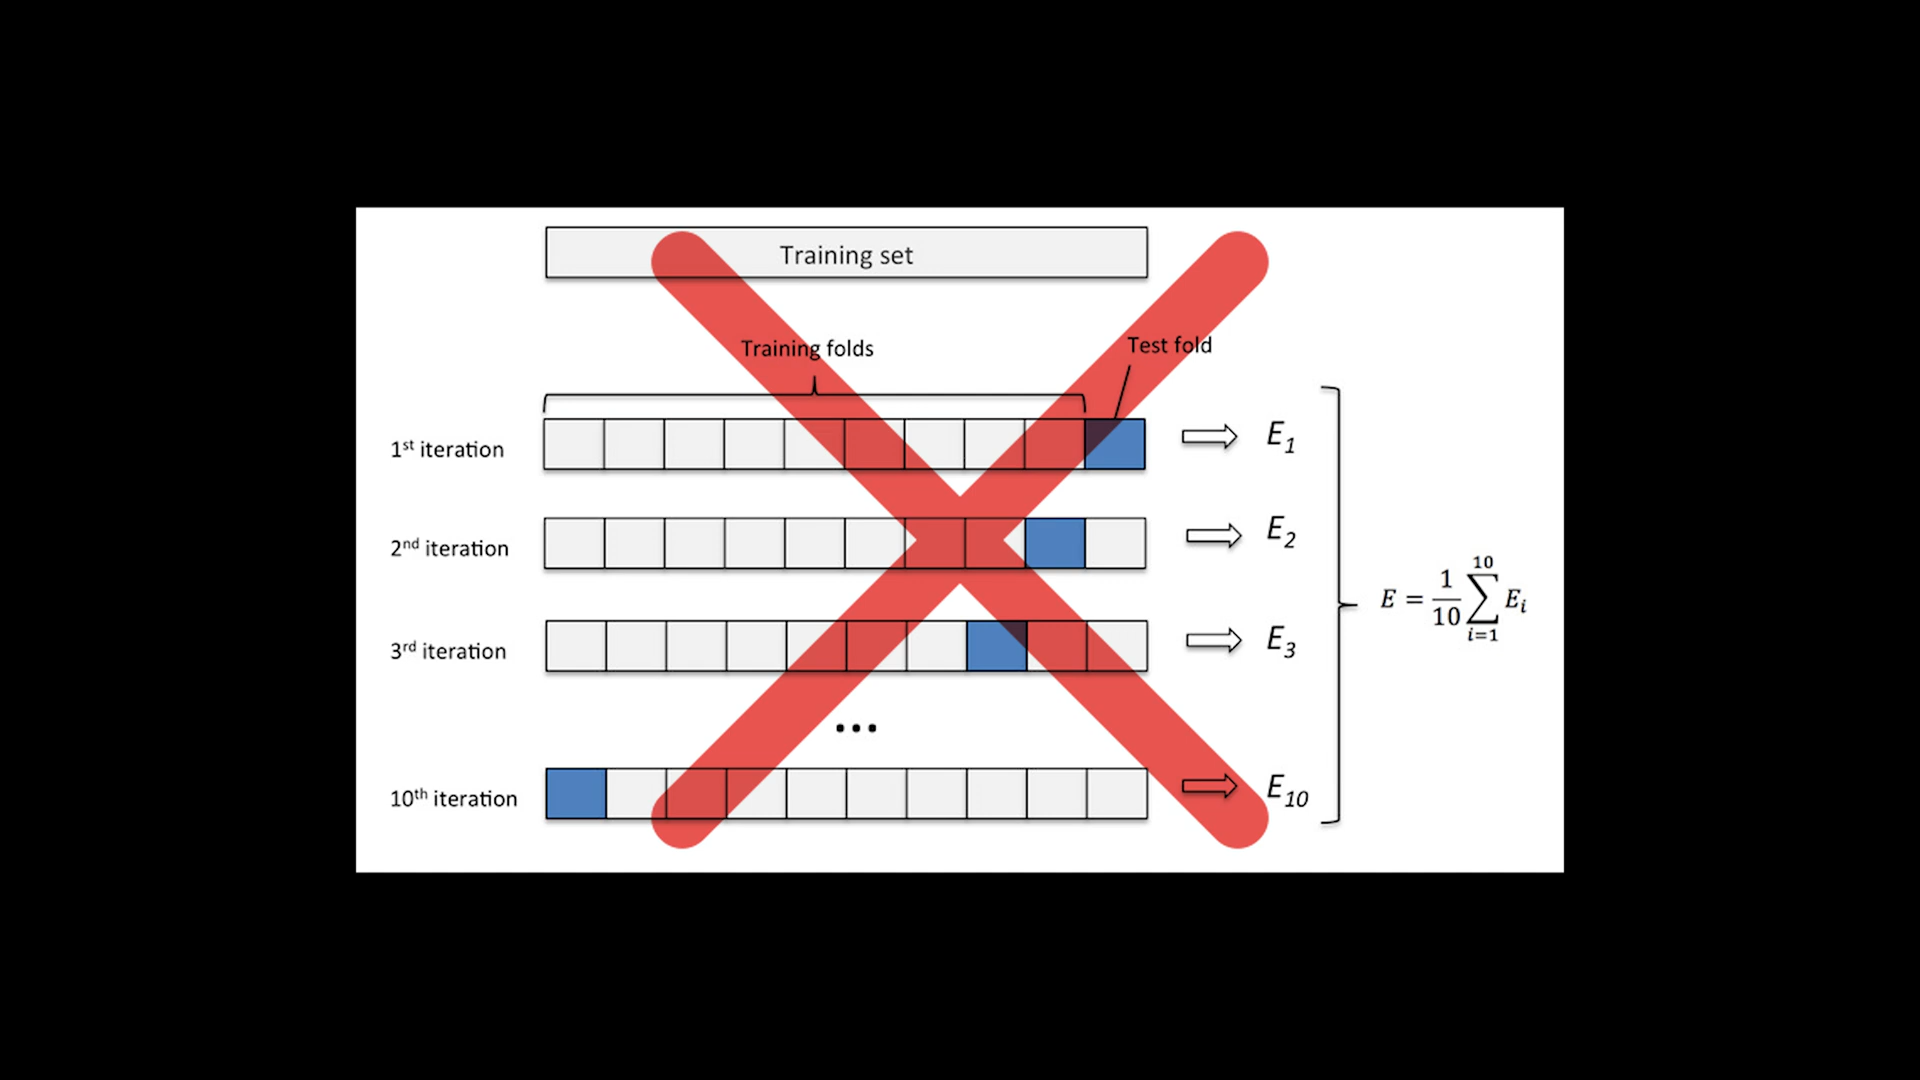 Training set
Training folds
Test fold
1st iteration
E1
2nd iteration
E2
3rd iteration
E3
...
10th iteration
E10
E = 1/10 ∑ i=1 10 Ei